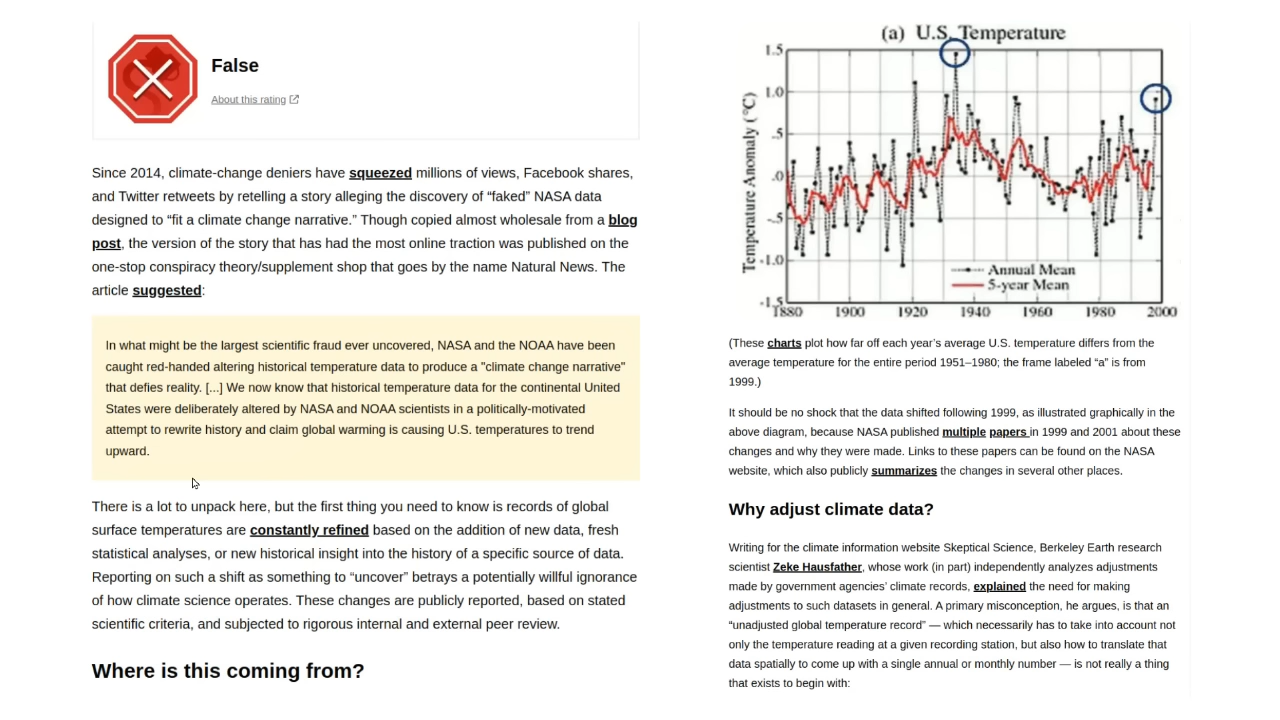 False
About this rating
Since 2014, climate-change deniers have squeezed millions of views, Facebook shares,
and Twitter retweets by retelling a story alleging the discovery of “faked” NASA data
designed to “fit a climate change narrative.” Though copied almost wholesale from a blog
post, the version of the story that has had the most online traction was published on the
one-stop conspiracy theory/supplement shop that goes by the name Natural News. The
article suggested:
In what might be the largest scientific fraud ever uncovered, NASA and the NOAA have been
caught red-handed altering historical temperature data to produce a "climate change narrative"
that defies reality. [...] We now know that historical temperature data for the continental United
States were deliberately altered by NASA and NOAA scientists in a politically-motivated
attempt to rewrite history and claim global warming is causing U.S. temperatures to trend
upward.
There is a lot to unpack here, but the first thing you need to know is records of global
surface temperatures are constantly refined based on the addition of new data, fresh
statistical analyses, or new historical insight into the history of a specific source of data.
Reporting on such a shift as something to “uncover” betrays a potentially willful ignorance
of how climate science operates. These changes are publicly reported, based on stated
scientific criteria, and subjected to rigorous internal and external peer review.
Where is this coming from?
(a) U.S. Temperature
1.5
1.0
.5
.0
-.5
-1.0
-1.5
Temperature Anomaly (°C)
Annual Mean
5-year Mean
1880 1900 1920 1940 1960 1980 2000
(These charts plot how far off each year’s average U.S. temperature differs from the
average temperature for the entire period 1951–1980; the frame labeled “a” is from
1999.)
It should be no shock that the data shifted following 1999, as illustrated graphically in the
above diagram, because NASA published multiple papers in 1999 and 2001 about these
changes and why they were made. Links to these papers can be found on the NASA
website, which also publicly summarizes the changes in several other places.
Why adjust climate data?
Writing for the climate information website Skeptical Science, Berkeley Earth research
scientist Zeke Hausfather, whose work (in part) independently analyzes adjustments
made by government agencies’ climate records, explained the need for making
adjustments to such datasets in general. A primary misconception, he argues, is that an
“unadjusted global temperature record” — which necessarily has to take into account not
only the temperature reading at a given recording station, but also how to translate that
data spatially to come up with a single annual or monthly number — is not really a thing
that exists to begin with: